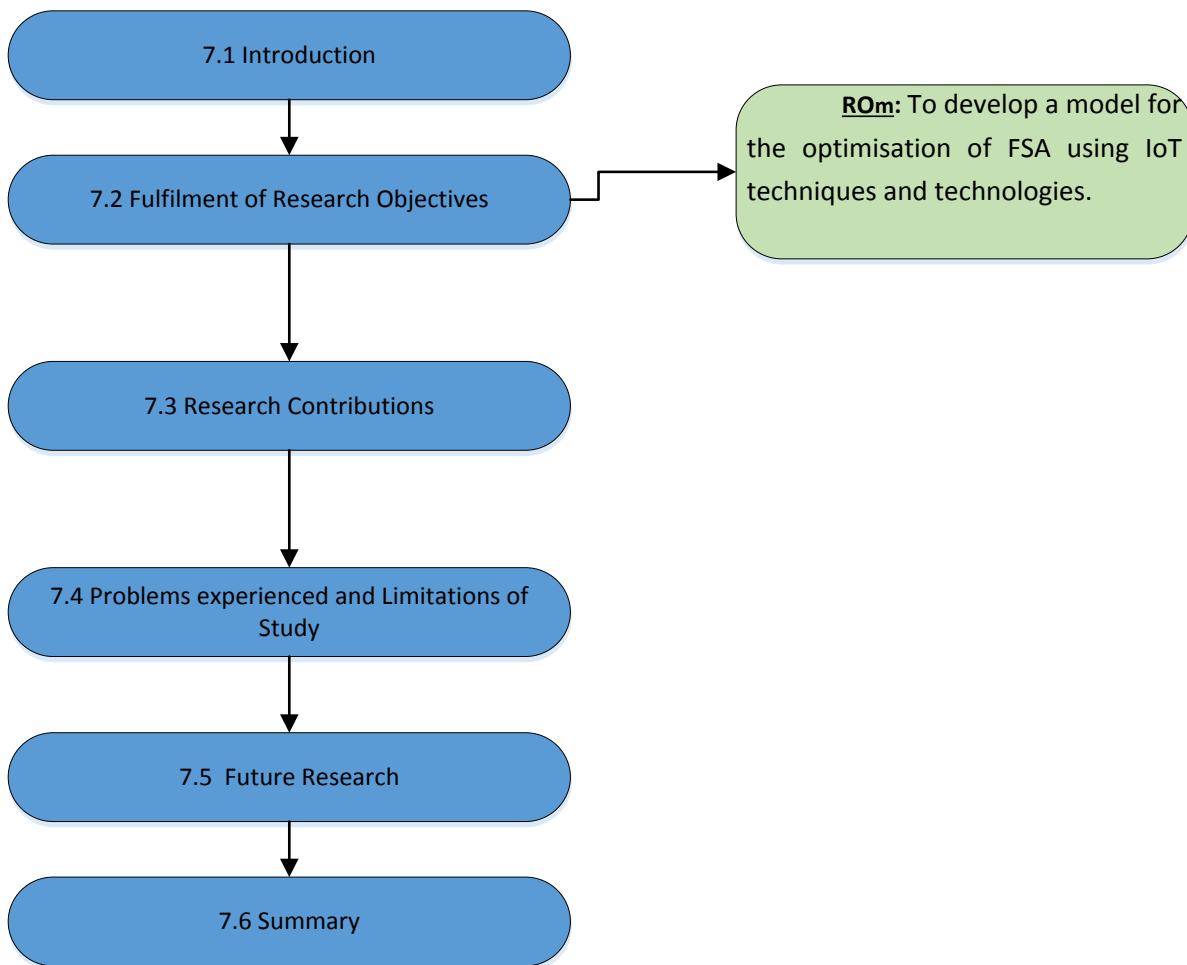 7.1 Introduction
7.2 Fulfilment of Research Objectives
ROm: To develop a model for
the optimisation of FSA using IoT
techniques and technologies.
7.3 Research Contributions
7.4 Problems experienced and Limitations of
Study
7.5 Future Research
7.6 Summary